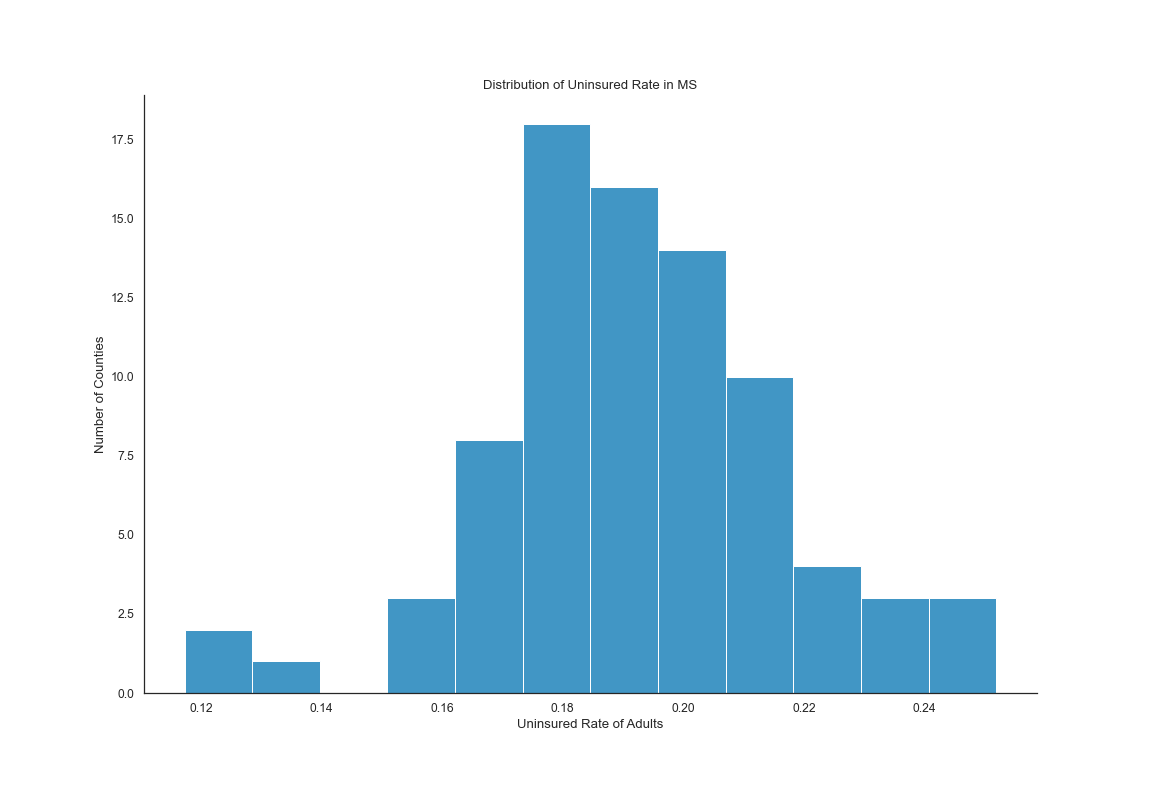 Distribution of Uninsured Rate in MS
17.5
15.0
12.5
10.0
7.5
5.0
2.5
0.0
Number of Counties
0.12 0.14 0.16 0.18 0.20 0.22 0.24
Uninsured Rate of Adults